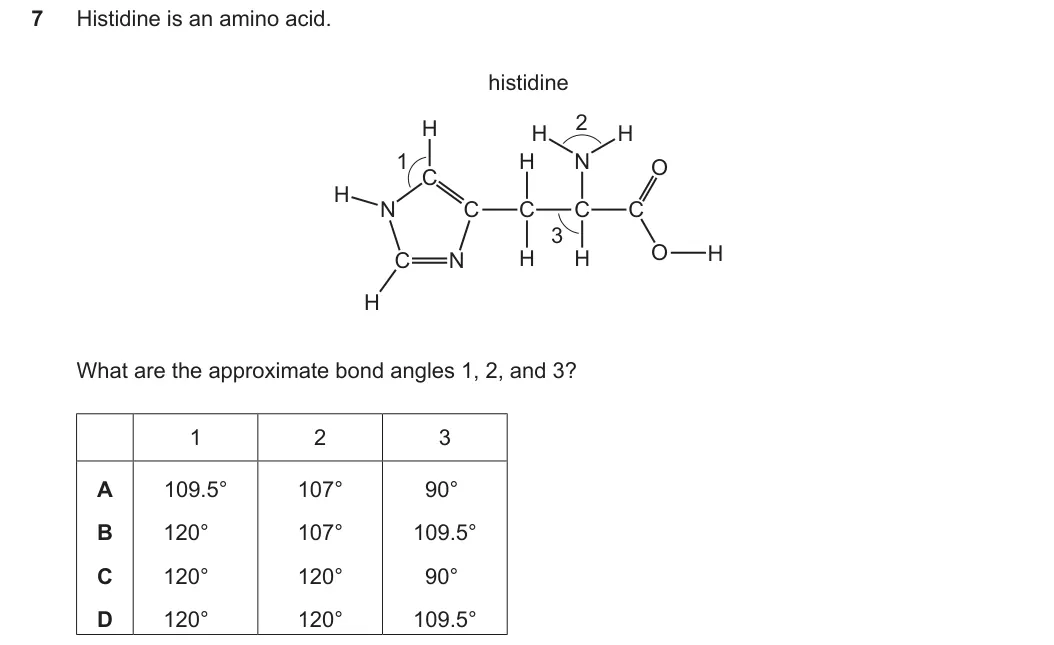 7 Histidine is an amino acid.
histidine
H H 2 H
1 H N O
C
H N C C C C
3
C N H H O H
H
What are the approximate bond angles 1, 2, and 3?
1 2 3
A 109.5° 107° 90°
B 120° 107° 109.5°
C 120° 120° 90°
D 120° 120° 109.5°